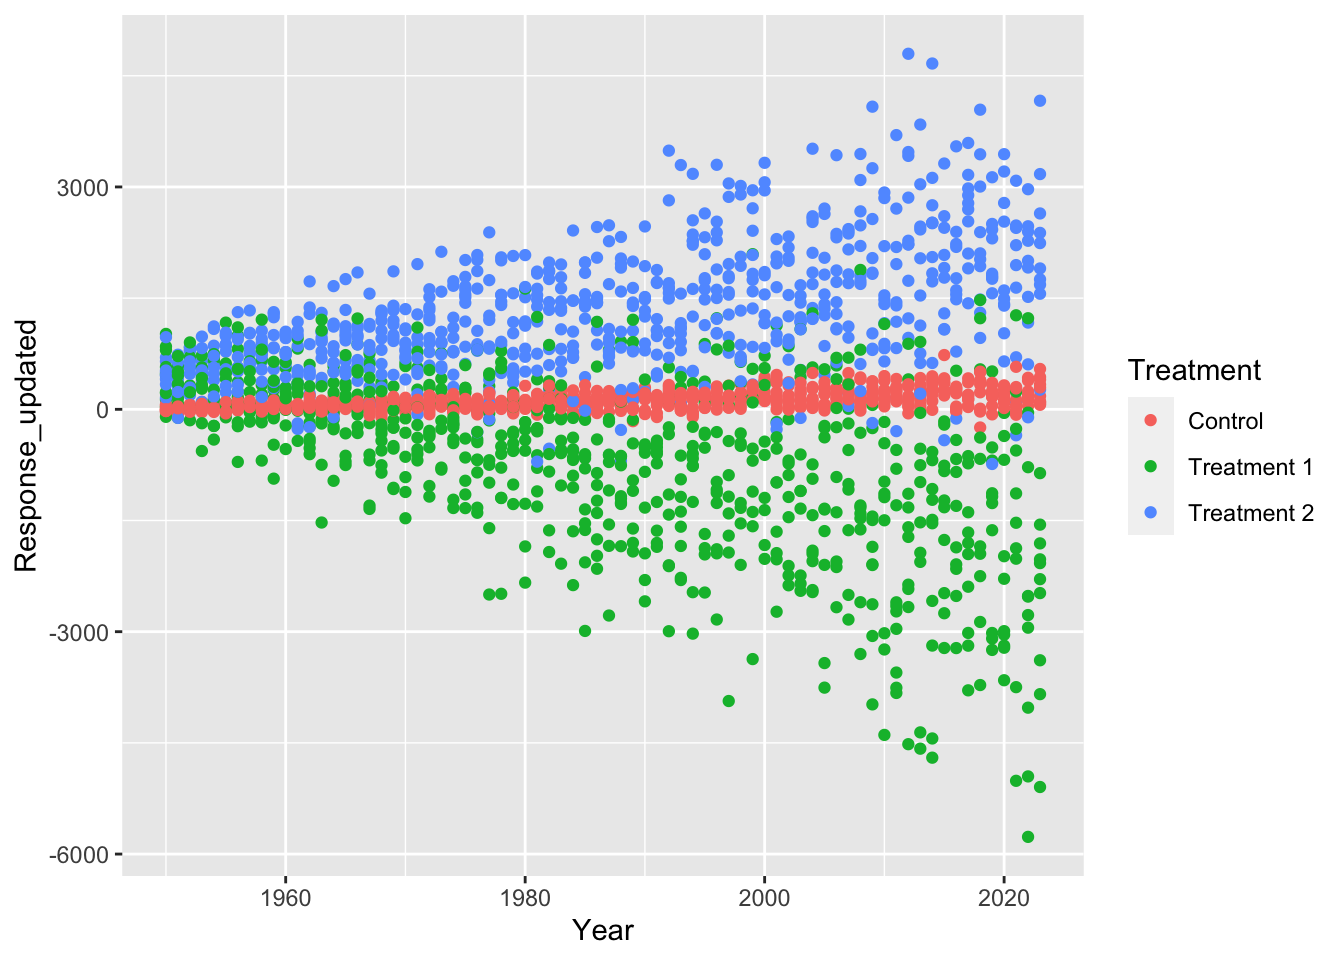 Response_updated
3000
0
-3000
-6000
1960
1980
2000
2020
Year
Treatment
Control
Treatment 1
Treatment 2